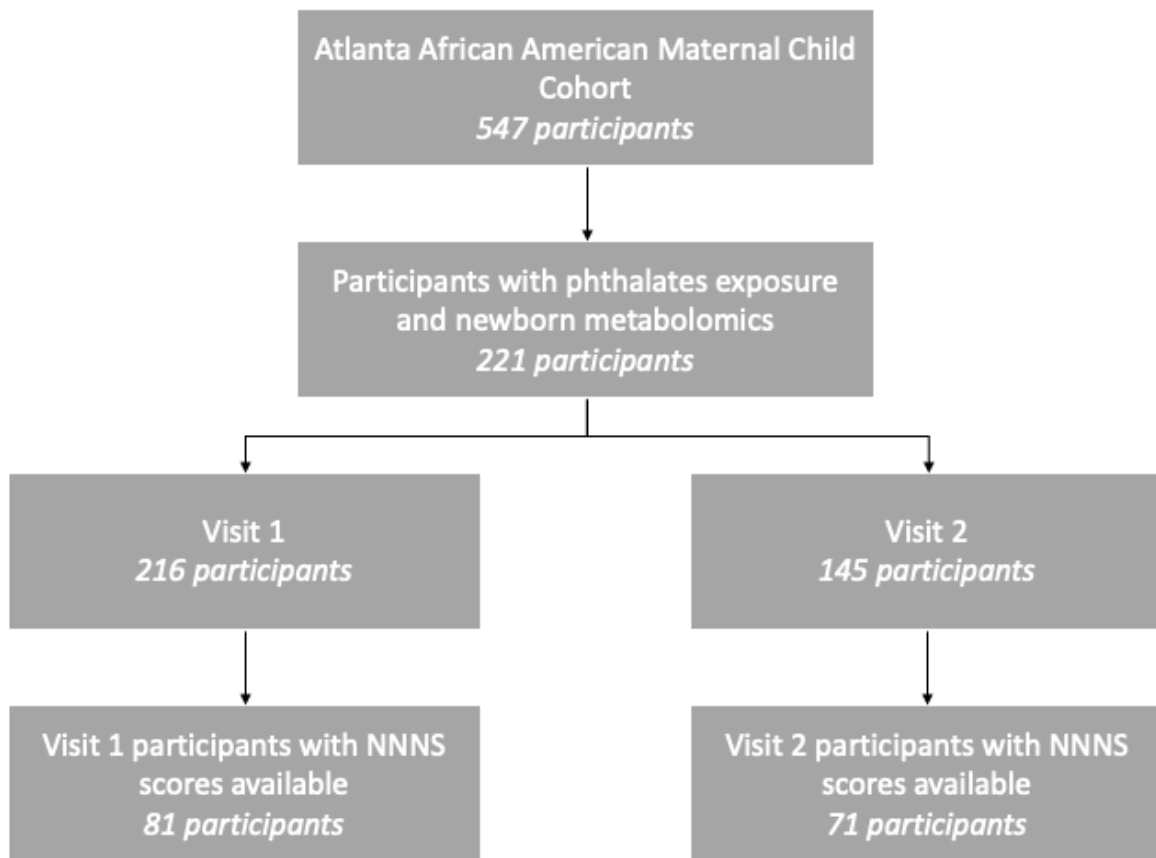 Atlanta African American Maternal Child
Cohort
547 participants
Participants with phthalates exposure
and newborn metabolomics
221 participants
Visit 1
216 participants
Visit 2
145 participants
Visit 1 participants with NNNS
scores available
81 participants
Visit 2 participants with NNNS
scores available
71 participants